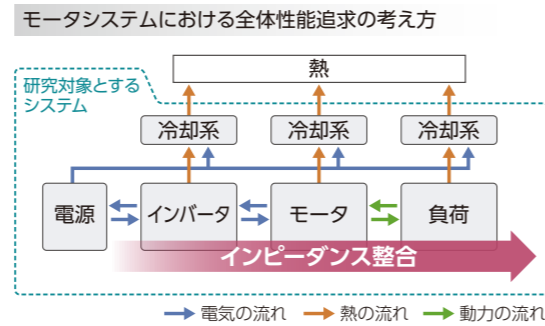 モータシステムにおける全体性能追求の考え方
熱
研究対象とする
システム
冷却系
冷却系
冷却系
電源
インバータ
モータ
負荷
インピーダンス整合
電気の流れ
熱の流れ
動力の流れ